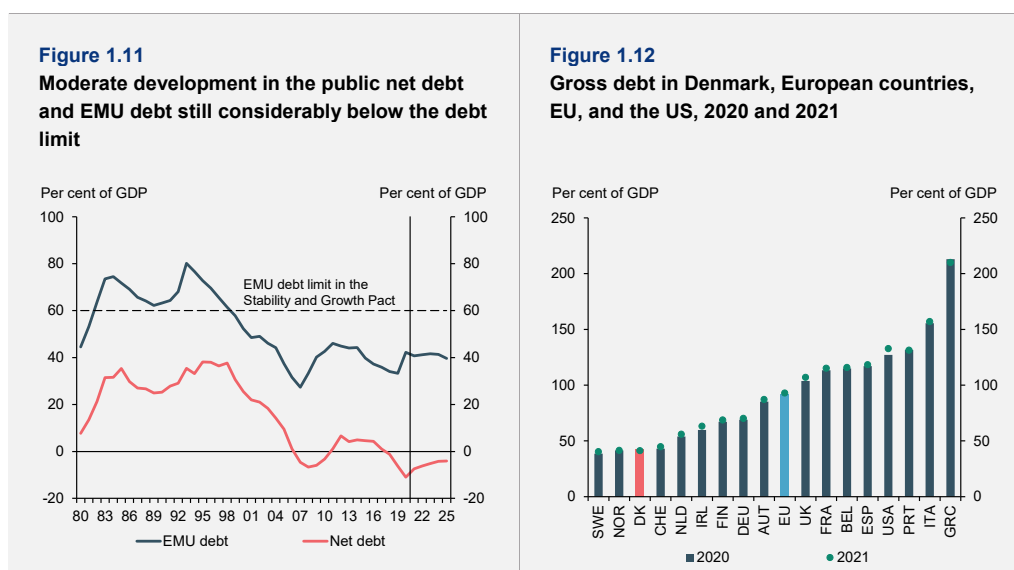 Figure 1.11
Moderate development in the public net debt
and EMU debt still considerably below the debt
limit
Per cent of GDP
Per cent of GDP
100
80
60
40
20
0
-20
100
80
60
40
20
0
-20
EMU debt limit in the
Stability and Growth Pact
80 83 86 89 92 95 98 01 04 07 10 13 16 19 22 25
EMU debt
Net debt
Figure 1.12
Gross debt in Denmark, European countries,
EU, and the US, 2020 and 2021
Per cent of GDP
Per cent of GDP
250
200
150
100
50
0
250
200
150
100
50
0
SWE
NOR
DK
CHE
NLD
IRL
FIN
DEU
AUT
EU
UK
FRA
BEL
ESP
USA
PRT
ITA
GRC
2020
2021